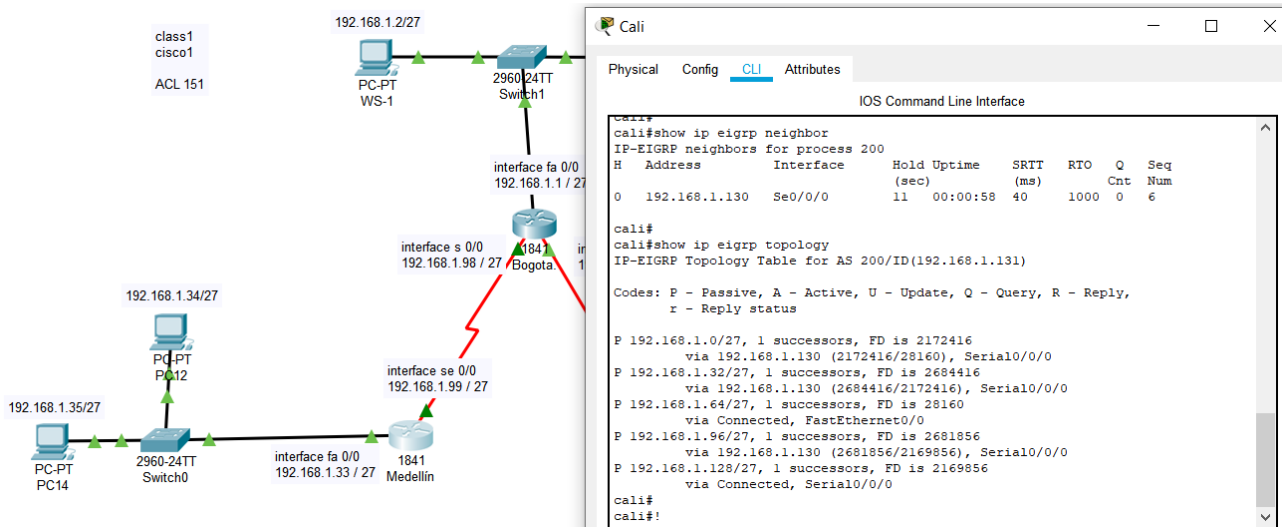 192.168.1.2/27
class1
cisco1
ACL 151
PC-PT
WS-1
2960-24TT
Switch1
interface fa 0/0
192.168.1.1 / 27
interface s 0/0
192.168.1.98 / 27
1841
Bogota.
192.168.1.34/27
PC-PT
PC12
interface se 0/0
192.168.1.99 / 27
192.168.1.35/27
PC-PT
PC14
2960-24TT
Switch0
interface fa 0/0
192.168.1.33 / 27
1841
Medellín
Cali
Physical Config CLI Attributes
IOS Command Line Interface
cali#
cali#show ip eigrp neighbor
IP-EIGRP neighbors for process 200
H Address Interface Hold Uptime SRTT RTO Q Seq
(sec) (ms) Cnt Num
0 192.168.1.130 Se0/0/0 11 00:00:58 40 1000 0 6
cali#
cali#show ip eigrp topology
IP-EIGRP Topology Table for AS 200/ID(192.168.1.131)
Codes: P - Passive, A - Active, U - Update, Q - Query, R - Reply,
r - Reply status
P 192.168.1.0/27, 1 successors, FD is 2172416
via 192.168.1.130 (2172416/28160), Serial0/0/0
P 192.168.1.32/27, 1 successors, FD is 2684416
via 192.168.1.130 (2684416/2172416), Serial0/0/0
P 192.168.1.64/27, 1 successors, FD is 28160
via Connected, FastEthernet0/0
P 192.168.1.96/27, 1 successors, FD is 2681856
via 192.168.1.130 (2681856/2169856), Serial0/0/0
P 192.168.1.128/27, 1 successors, FD is 2169856
via Connected, Serial0/0/0
cali#
cali#!